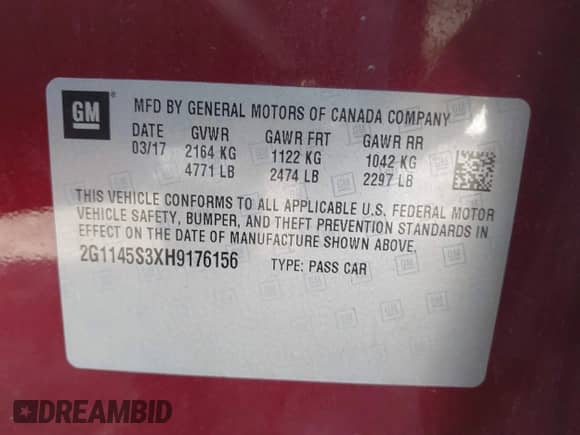 GM ®
MFD BY GENERAL MOTORS OF CANADA COMPANY
DATE GVWR GAWR FRT GAWR RR
03/17 2164 KG 1122 KG 1042 KG
4771 LB 2474 LB 2297 LB
THIS VEHICLE CONFORMS TO ALL APPLICABLE U.S. FEDERAL MOTOR
VEHICLE SAFETY, BUMPER, AND THEFT PREVENTION STANDARDS IN
EFFECT ON THE DATE OF MANUFACTURE SHOWN ABOVE.
2G1145S3XH9176156 TYPE: PASS CAR
DREAMBID